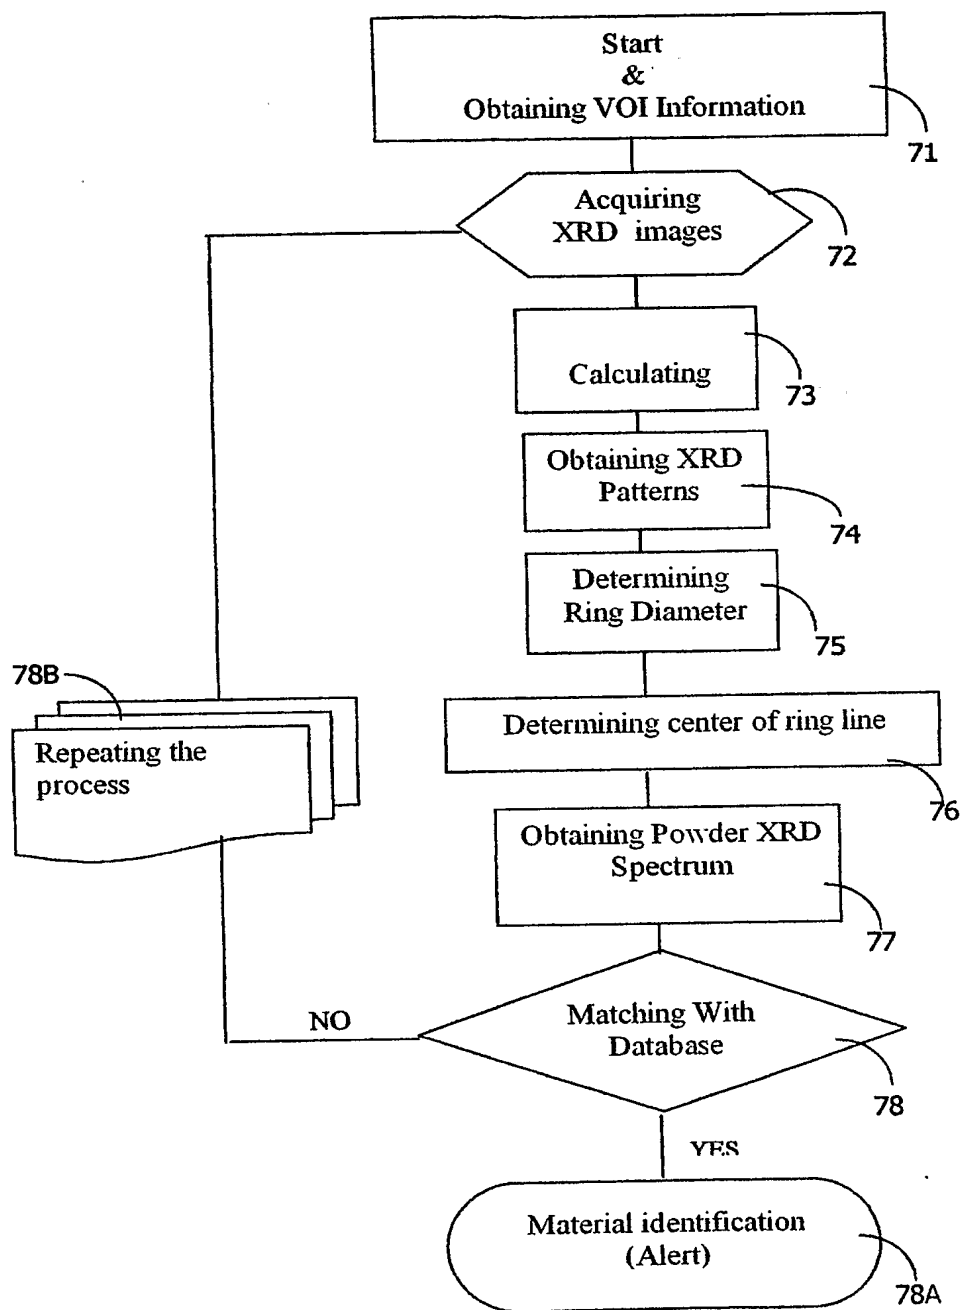 Start
&
Obtaining VOI Information
71
Acquiring
XRD images
72
Calculating
73
Obtaining XRD
Patterns
74
Determining
Ring Diameter
75
78B
Repeating the
process
Determining center of ring line
76
Obtaining Powder XRD
Spectrum
77
NO
Matching With
Database
78
YES
Material identification
(Alert)
78A